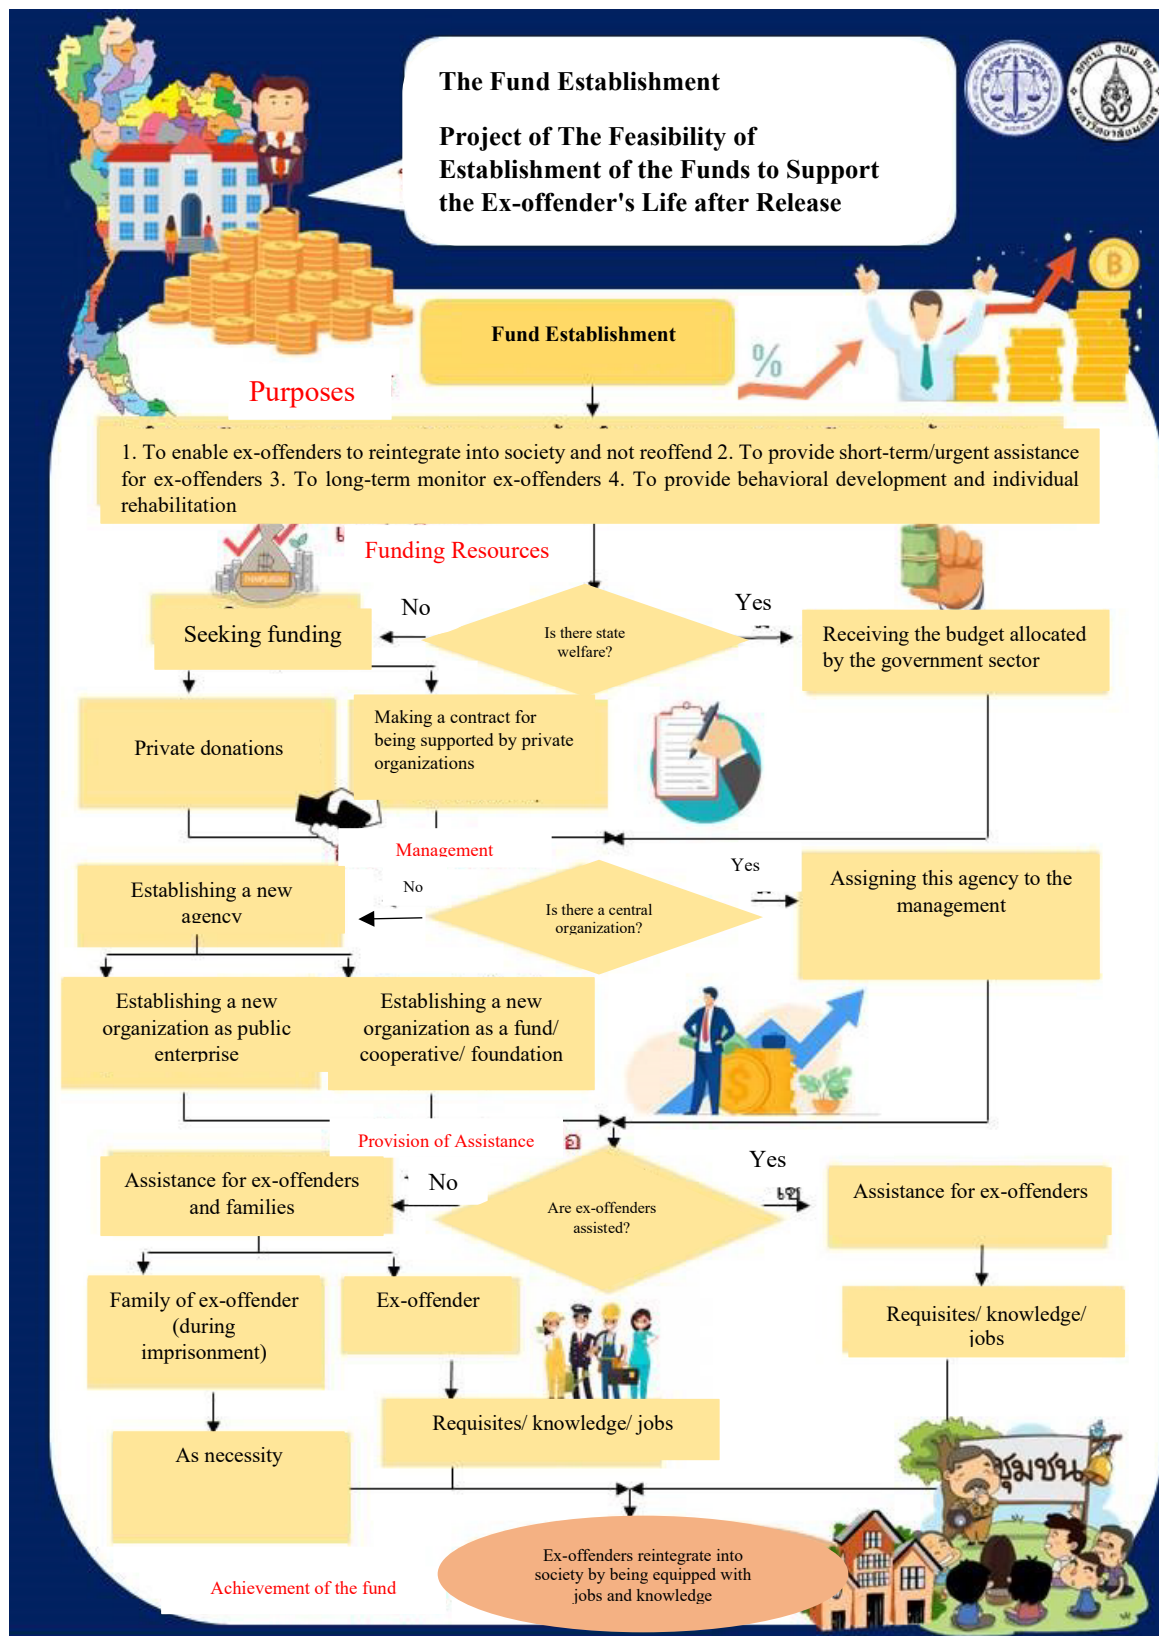 The Fund Establishment
Project of The Feasibility of
Establishment of the Funds to Support
the Ex-offender's Life after Release
Fund Establishment
%
Purposes
1. To enable ex-offenders to reintegrate into society and not reoffend 2. To provide short-term/urgent assistance
for ex-offenders 3. To long-term monitor ex-offenders 4. To provide behavioral development and individual
rehabilitation
Funding Resources
No
Yes
Seeking funding
Is there state
welfare?
Receiving the budget allocated
by the government sector
Private donations
Making a contract for
being supported by private
organizations
Management
No
Yes
Establishing a new
agency
Is there a central
organization?
Assigning this agency to the
management
Establishing a new
organization as public
enterprise
Establishing a new
organization as a fund/
cooperative/ foundation
Provision of Assistance
No
Yes
Assistance for ex-offenders
and families
Are ex-offenders
assisted?
Assistance for ex-offenders
Family of ex-offender
(during
imprisonment)
Ex-offender
Requisites/ knowledge/
jobs
Requisites/ knowledge/ jobs
As necessity
ชุมชน
Ex-offenders reintegrate into
society by being equipped with
jobs and knowledge
Achievement of the fund